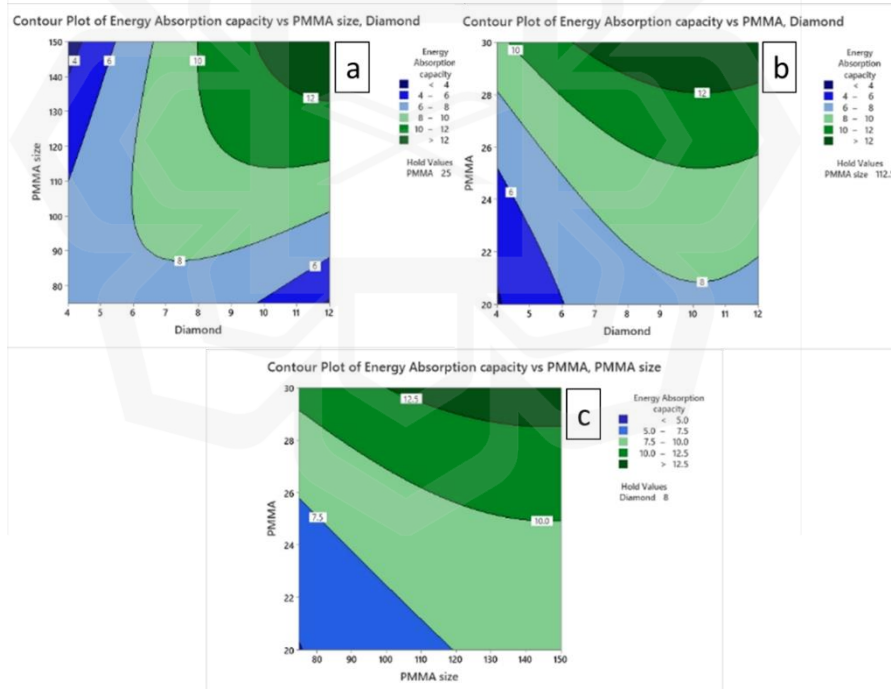 Contour Plot of Energy Absorption capacity vs PMMA size, Diamond
150
140
130
120
110
100
90
80
PMMA size
4 5 6 7 8 9 10 11 12
Diamond
4
6
10
12
8
6
a
Energy
Absorption
capacity
< 4
4 – 6
6 – 8
8 – 10
10 – 12
> 12
Hold Values
PMMA 25
Contour Plot of Energy Absorption capacity vs PMMA, Diamond
30
28
26
24
22
20
PMMA
4 5 6 7 8 9 10 11 12
Diamond
10
12
6
8
b
Energy
Absorption
capacity
< 4
4 – 6
6 – 8
8 – 10
10 – 12
> 12
Hold Values
PMMA size 112.5
Contour Plot of Energy Absorption capacity vs PMMA, PMMA size
30
28
26
24
22
20
PMMA
80 90 100 110 120 130 140 150
PMMA size
12.5
7.5
10.0
c
Energy Absorption
capacity
< 5.0
5.0 – 7.5
7.5 – 10.0
10.0 – 12.5
> 12.5
Hold Values
Diamond 8